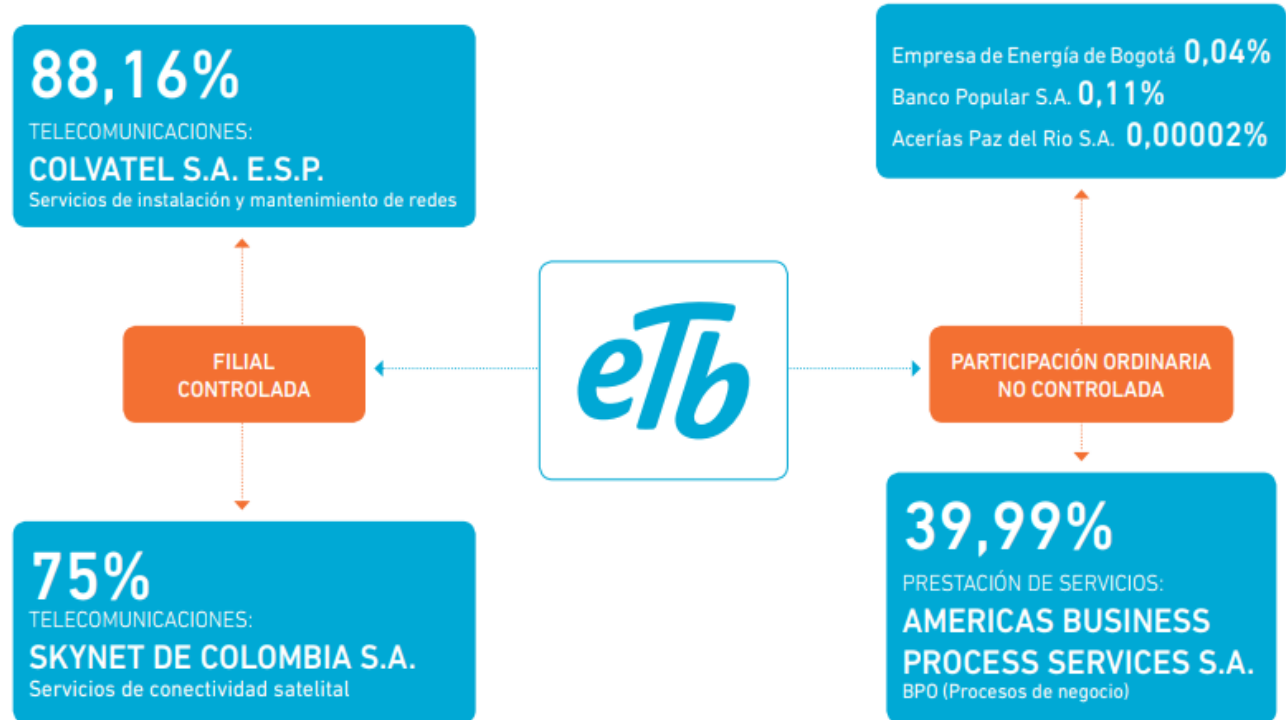 88,16%
TELECOMUNICACIONES:
COLVATEL S.A. E.S.P.
Servicios de instalación y mantenimiento de redes
Empresa de Energía de Bogotá 0,04%
Banco Popular S.A. 0,11%
Acerías Paz del Rio S.A. 0,00002%
FILIAL
CONTROLADA
eTb
PARTICIPACIÓN ORDINARIA
NO CONTROLADA
75%
TELECOMUNICACIONES:
SKYNET DE COLOMBIA S.A.
Servicios de conectividad satelital
39,99%
PRESTACIÓN DE SERVICIOS:
AMERICAS BUSINESS
PROCESS SERVICES S.A.
BPO (Procesos de negocio)